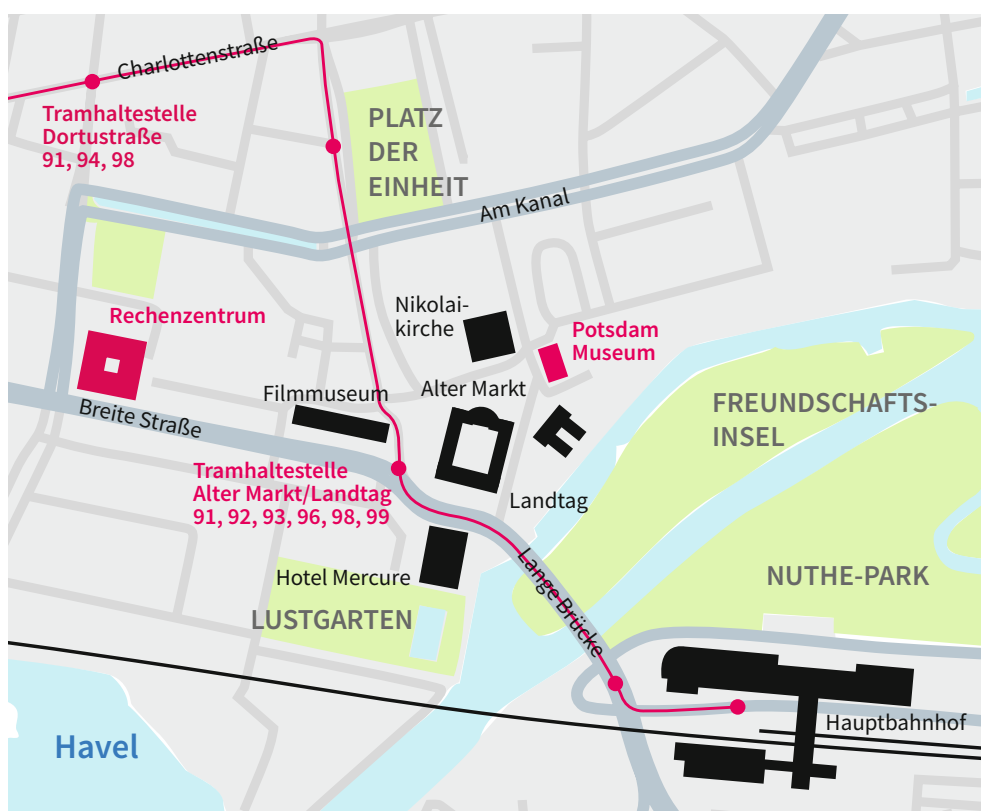 Charlottenstraße
Tramhaltestelle
Dortustraße
91, 94, 98
PLATZ
DER
EINHEIT
Am Kanal
Rechenzentrum
Nikolai-
kirche
Potsdam
Museum
Filmmuseum
Alter Markt
Breite Straße
FREUNDSCHAFTS-
INSEL
Tramhaltestelle
Alter Markt/Landtag
91, 92, 93, 96, 98, 99
Landtag
Hotel Mercure
Lange Brücke
NUTHE-PARK
LUSTGARTEN
Hauptbahnhof
Havel